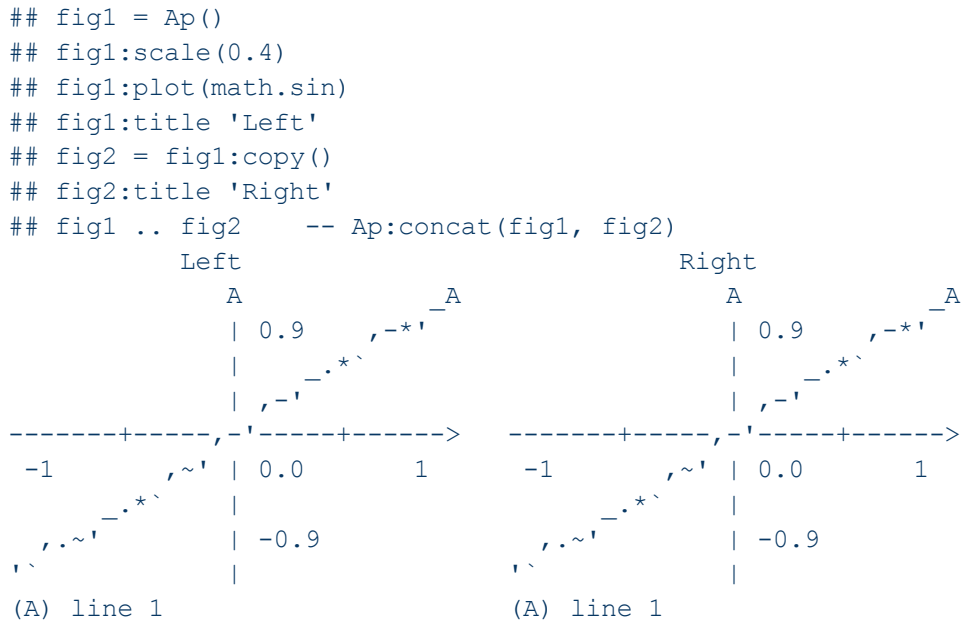 ## fig1 = Ap()
## fig1:scale(0.4)
## fig1:plot(math.sin)
## fig1:title 'Left'
## fig2 = fig1:copy()
## fig2:title 'Right'
## fig1 .. fig2    -- Ap:concat(fig1, fig2)
          Left                          Right
             A           _A                A           _A
             | 0.9    ,-*'                 | 0.9    ,-*'
             |    _.*`                     |    _.*`
             | ,-'                         | ,-'
-------+-----,-'-----+------>   -------+-----,-'-----+------>
 -1       ,~' | 0.0      1       -1       ,~' | 0.0      1
     _.*`    |                     _.*`    |
  ,.~'       | -0.9             ,.~'       | -0.9
'`           |                '`           |
(A) line 1                    (A) line 1